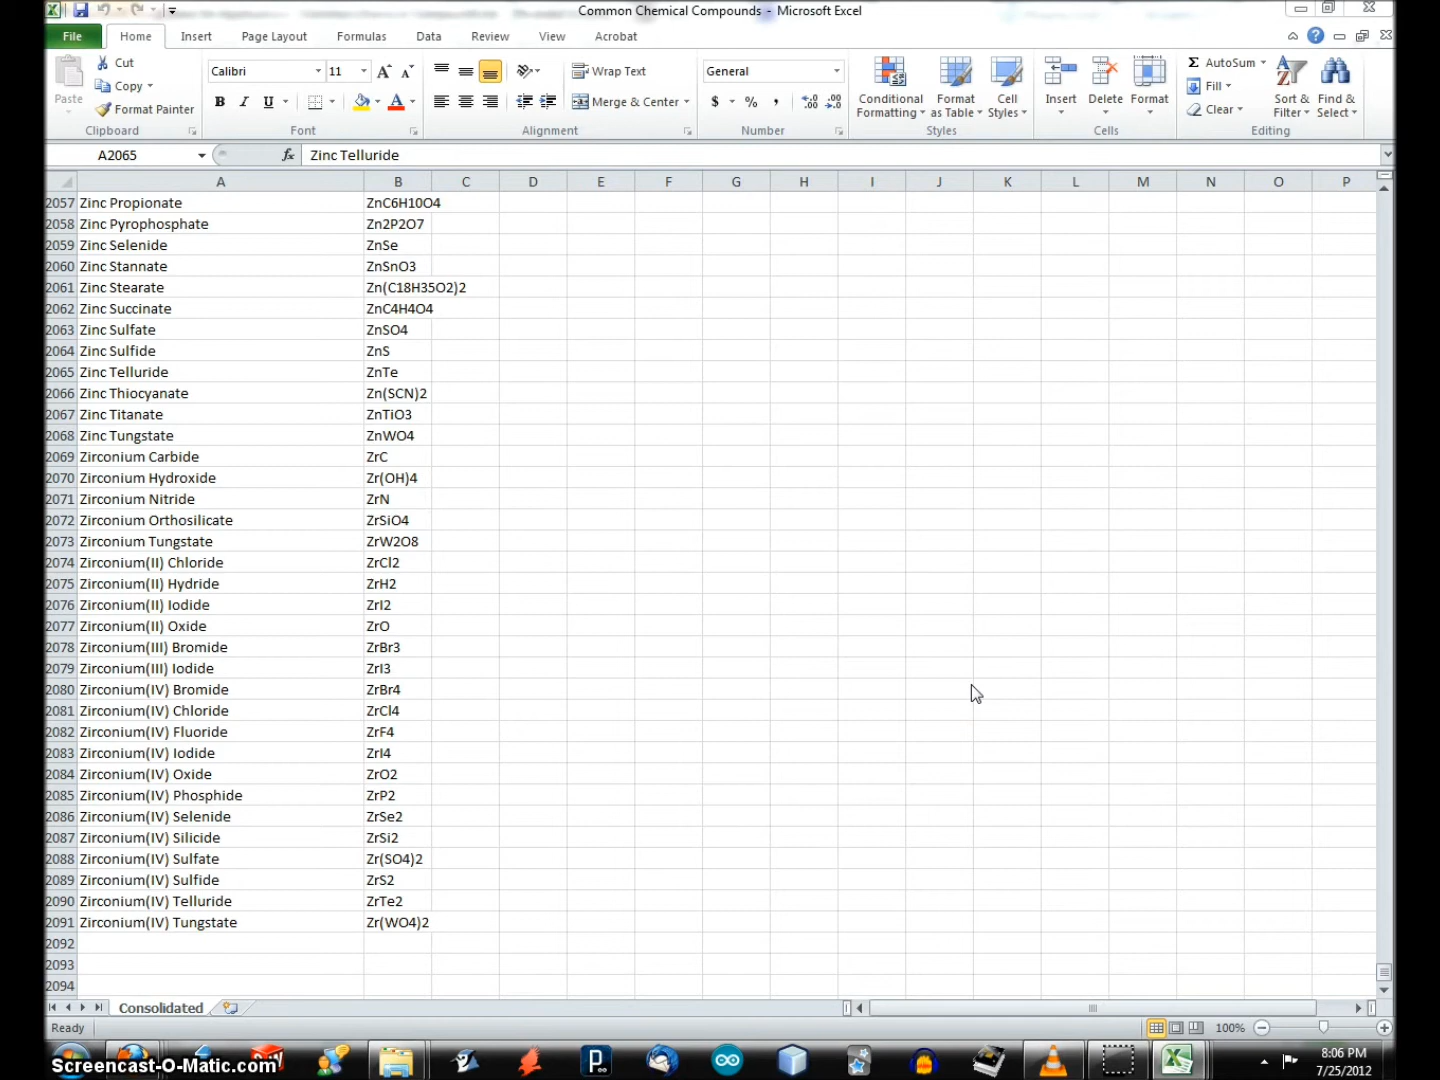 Common Chemical Compounds - Microsoft Excel
File Home Insert Page Layout Formulas Data Review View Acrobat
Paste
Cut
Copy
Format Painter
Clipboard
Calibri 11
B I U
Font
Wrap Text
Merge & Center
Alignment
General
$ % ,
Number
Conditional Formatting
Format as Table
Cell Styles
Styles
Insert Delete Format
Cells
Σ AutoSum
Fill
Clear
Sort & Filter
Find & Select
Editing
A2065 fx Zinc Telluride
A B C D E F G H I J K L M N O P
2057 Zinc Propionate ZnC6H10O4
2058 Zinc Pyrophosphate Zn2P2O7
2059 Zinc Selenide ZnSe
2060 Zinc Stannate ZnSnO3
2061 Zinc Stearate Zn(C18H35O2)2
2062 Zinc Succinate ZnC4H4O4
2063 Zinc Sulfate ZnSO4
2064 Zinc Sulfide ZnS
2065 Zinc Telluride ZnTe
2066 Zinc Thiocyanate Zn(SCN)2
2067 Zinc Titanate ZnTiO3
2068 Zinc Tungstate ZnWO4
2069 Zirconium Carbide ZrC
2070 Zirconium Hydroxide Zr(OH)4
2071 Zirconium Nitride ZrN
2072 Zirconium Orthosilicate ZrSiO4
2073 Zirconium Tungstate ZrW2O8
2074 Zirconium(II) Chloride ZrCl2
2075 Zirconium(II) Hydride ZrH2
2076 Zirconium(II) Iodide ZrI2
2077 Zirconium(II) Oxide ZrO
2078 Zirconium(III) Bromide ZrBr3
2079 Zirconium(III) Iodide ZrI3
2080 Zirconium(IV) Bromide ZrBr4
2081 Zirconium(IV) Chloride ZrCl4
2082 Zirconium(IV) Fluoride ZrF4
2083 Zirconium(IV) Iodide ZrI4
2084 Zirconium(IV) Oxide ZrO2
2085 Zirconium(IV) Phosphide ZrP2
2086 Zirconium(IV) Selenide ZrSe2
2087 Zirconium(IV) Silicide ZrSi2
2088 Zirconium(IV) Sulfate Zr(SO4)2
2089 Zirconium(IV) Sulfide ZrS2
2090 Zirconium(IV) Telluride ZrTe2
2091 Zirconium(IV) Tungstate Zr(WO4)2
2092
2093
2094
Consolidated
Ready 100%
Screencast-O-Matic.com
8:06 PM
7/25/2012